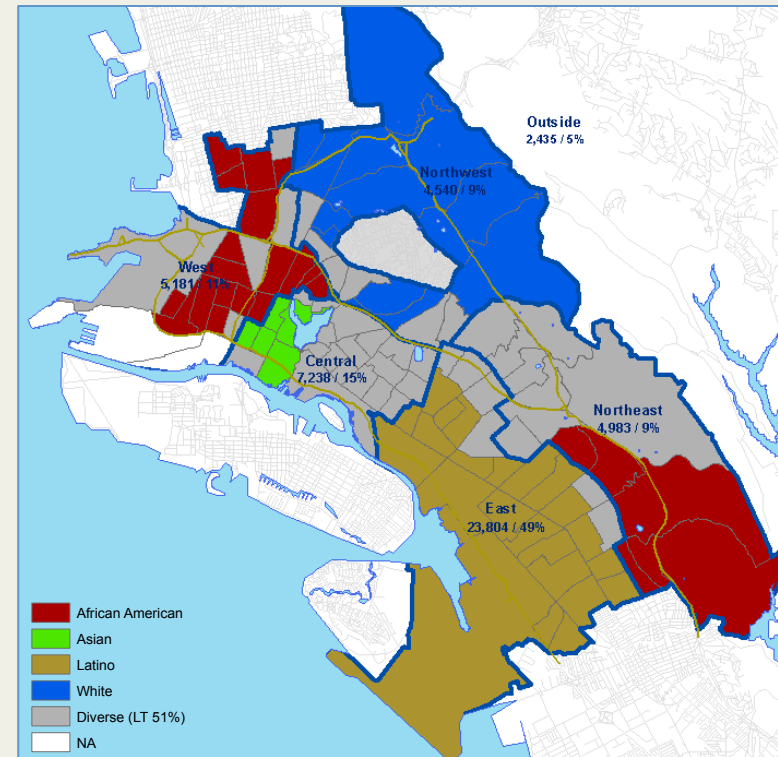 Outside
2,435 / 5%
Northwest
4,540 / 9%
West
5,181 / 11%
Central
7,238 / 15%
Northeast
4,983 / 9%
East
23,804 / 49%
African American
Asian
Latino
White
Diverse (LT 51%)
NA